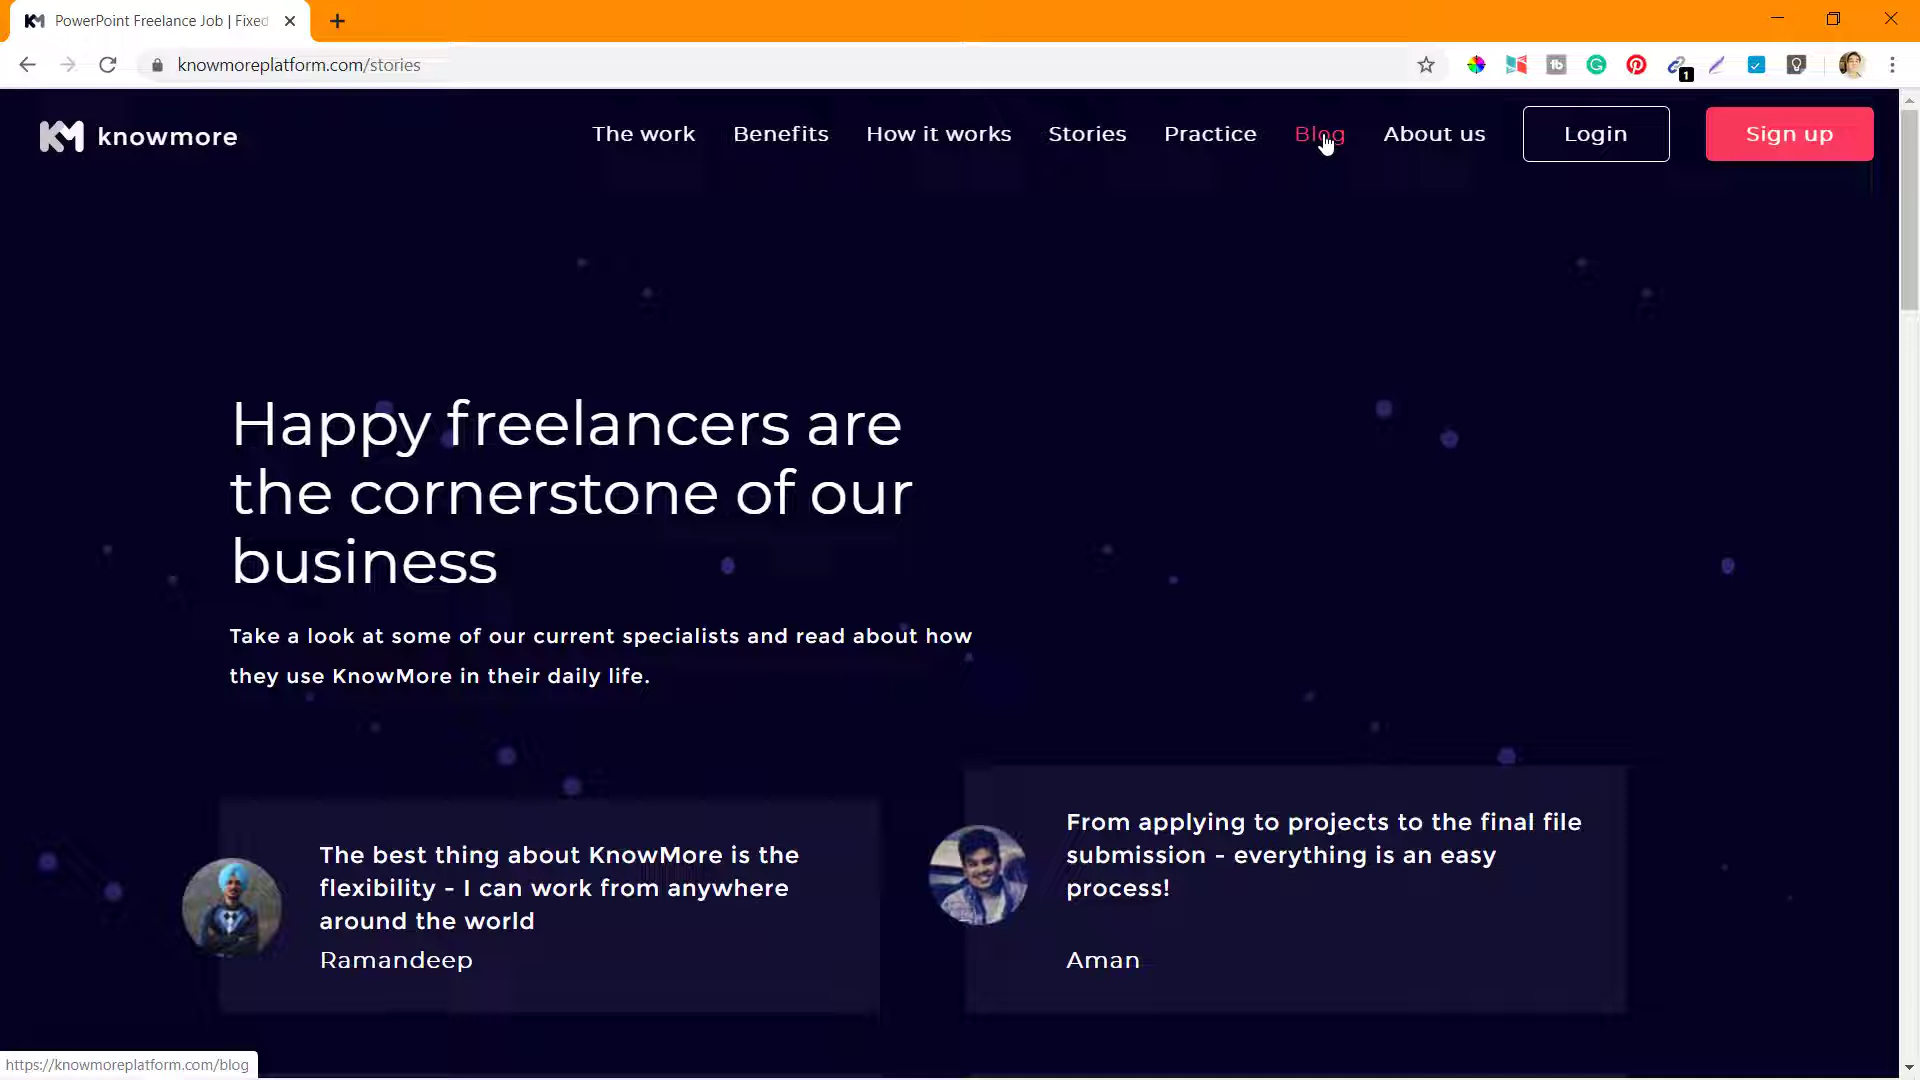 PowerPoint Freelance Job | Fixed
knowmoreplatform.com/stories
1
KM knowmore
The work Benefits How it works Stories Practice Blog About us Login Sign up
Happy freelancers are
the cornerstone of our
business
Take a look at some of our current specialists and read about how
they use KnowMore in their daily life.
The best thing about KnowMore is the
flexibility - I can work from anywhere
around the world
Ramandeep
From applying to projects to the final file
submission - everything is an easy
process!
Aman
https://knowmoreplatform.com/blog